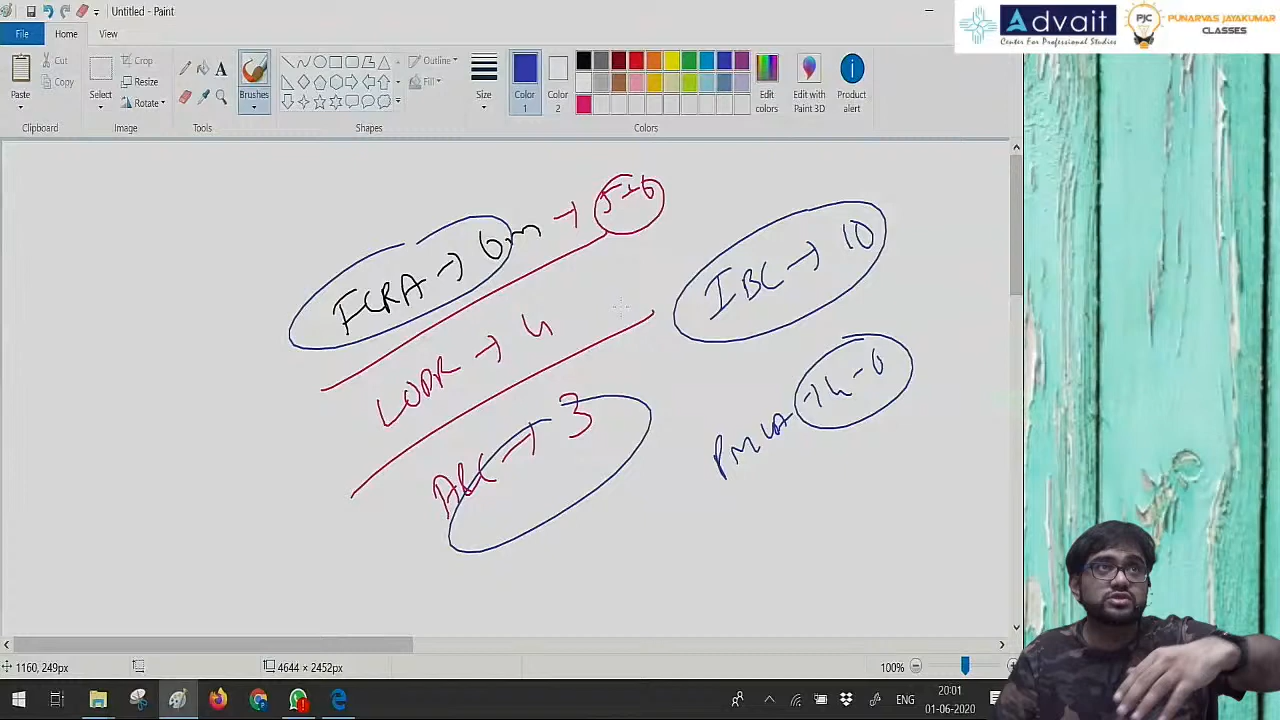 Untitled - Paint
File
Home
View
Paste
Cut
Copy
Clipboard
Select
Crop
Rotate
Image
Tools
Brushes
Shapes
Outline
Fill
Size
Color 1
Color 2
Colors
Edit colors
Edit with Paint 3D
Product alert
Advait
Center For Professional Studies
PJC
PUNARVAS JAYAKUMAR
CLASSES
FCRA → 6m → 5-6
LODR → 4
ABC → 3
IBC → 10
PMLA → 4-6
1160, 249px
4644 × 2452px
100%
ENG
20:01
01-06-2020